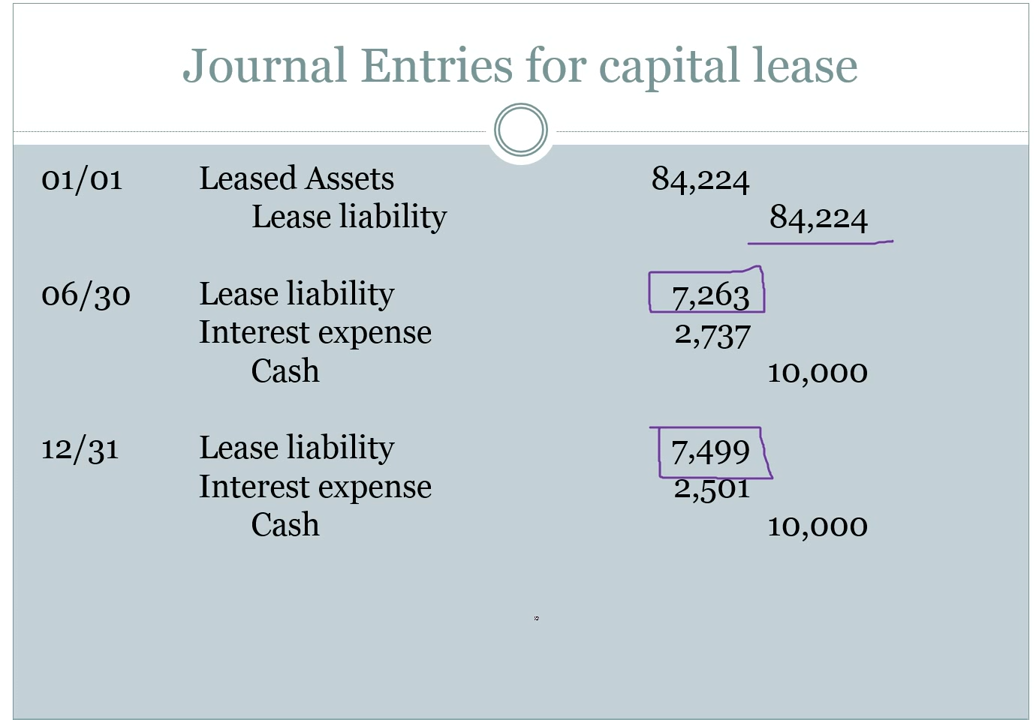 Journal Entries for capital lease
01/01 Leased Assets 84,224
Lease liability 84,224
06/30 Lease liability 7,263
Interest expense 2,737
Cash 10,000
12/31 Lease liability 7,499
Interest expense 2,501
Cash 10,000